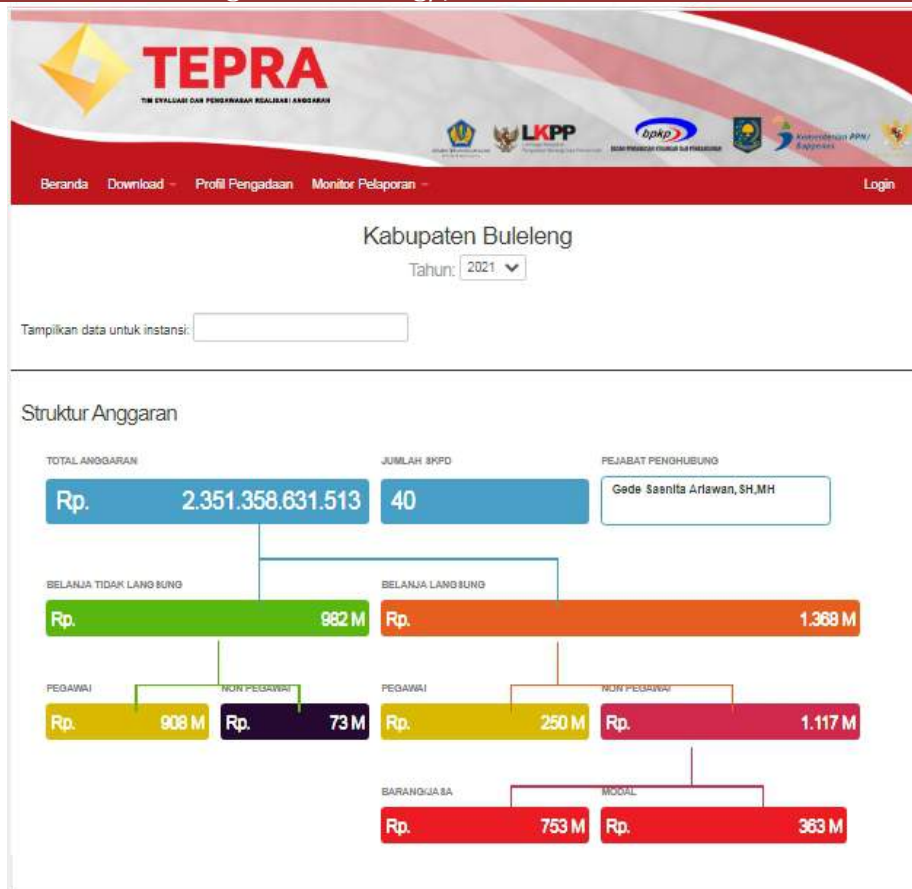 TEPRA
TIM EVALUASI DAN PENGAWASAN REALISASI ANGGARAN
LKPP
bpkp
Kementerian PPN/
Bappenas
Beranda Download Profil Pengadaan Monitor Pelaporan Login
Kabupaten Buleleng
Tahun: 2021
Tampilkan data untuk instansi:
Struktur Anggaran
TOTAL ANGGARAN JUMLAH SKPD PEJABAT PENGHUBUNG
Rp. 2.351.358.631.513 40 Gede Sasnita Ariawan, SH,MH
BELANJA TIDAK LANGSUNG BELANJA LANGSUNG
Rp. 982 M Rp. 1.368 M
PEGAWAI NON PEGAWAI PEGAWAI NON PEGAWAI
Rp. 908 M Rp. 73 M Rp. 250 M Rp. 1.117 M
BARANG/JASA MODAL
Rp. 753 M Rp. 363 M